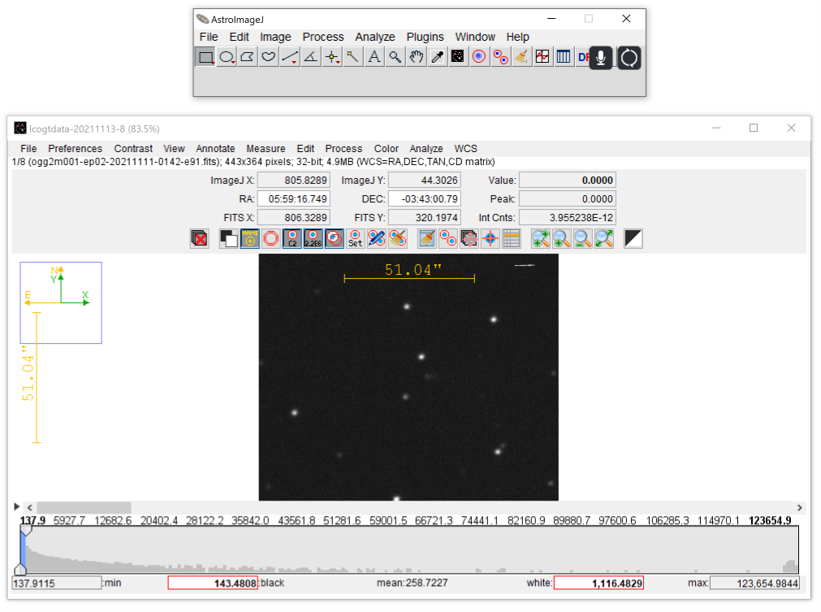 AstroImageJ
File Edit Image Process Analyze Plugins Window Help
A DF
lcogtdata-20211113-8 (83.5%)
File Preferences Contrast View Annotate Measure Edit Process Color Analyze WCS
1/8 (ogg2m001-ep02-20211111-0142-e91.fits); 443x364 pixels; 32-bit; 4.9MB (WCS=RA,DEC,TAN,CD matrix)
ImageJ X: 805.8289 ImageJ Y: 44.3026 Value: 0.0000
RA: 05:59:16.749 DEC: -03:43:00.79 Peak: 0.0000
FITS X: 806.3289 FITS Y: 320.1974 Int Cnts: 3.955238E-12
C2 2.2E6 Set
N
Y
E X
51.04"
51.04"
137.9 5927.7 12682.6 20402.4 28122.2 35842.0 43561.8 51281.6 59001.5 66721.3 74441.1 82160.9 89880.7 97600.6 106285.3 114970.1 123654.9
137.9115 :min 143.4808 :black mean: 258.7227 white: 1,116.4829 max: 123,654.9844